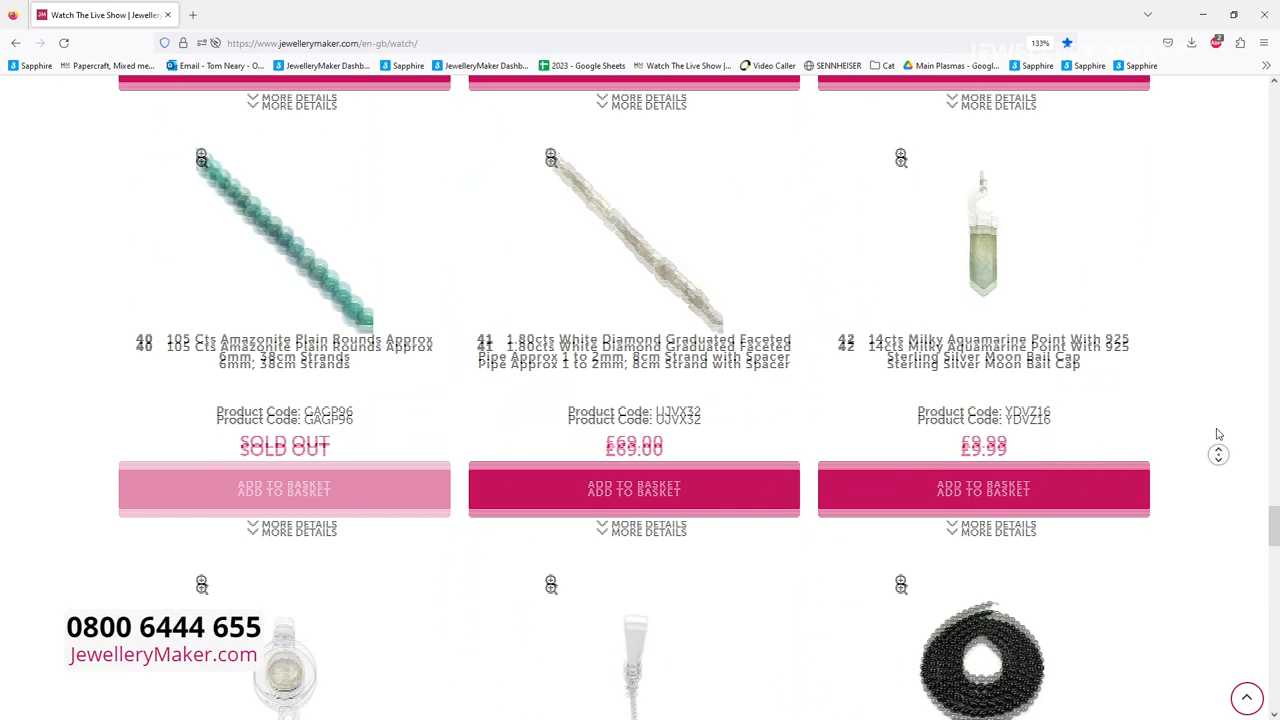 Watch The Live Show | Jeweller
https://www.jewellerymaker.com/en-gb/watch/
133%
2
Sapphire
Papercraft, Mixed me...
Email - Tom Neary - O...
JewelleryMaker Dashb...
Sapphire
JewelleryMaker Dashb...
2023 - Google Sheets
Watch The Live Show |...
Video Caller
SENNHEISER
Cat
Main Plasmas - Googl...
Sapphire
Sapphire
Sapphire
MORE DETAILS
MORE DETAILS
MORE DETAILS
40 105 Cts Amazonite Plain Rounds Approx
6mm, 38cm Strands
Product Code: GAGP96
SOLD OUT
ADD TO BASKET
MORE DETAILS
41 1.80cts White Diamond Graduated Faceted
Pipe Approx 1 to 2mm, 8cm Strand with Spacer
Product Code: UJVX32
£69.00
ADD TO BASKET
MORE DETAILS
42 14cts Milky Aquamarine Point With 925
Sterling Silver Moon Bail Cap
Product Code: YDVZ16
£9.99
ADD TO BASKET
MORE DETAILS
0800 6444 655
JewelleryMaker.com